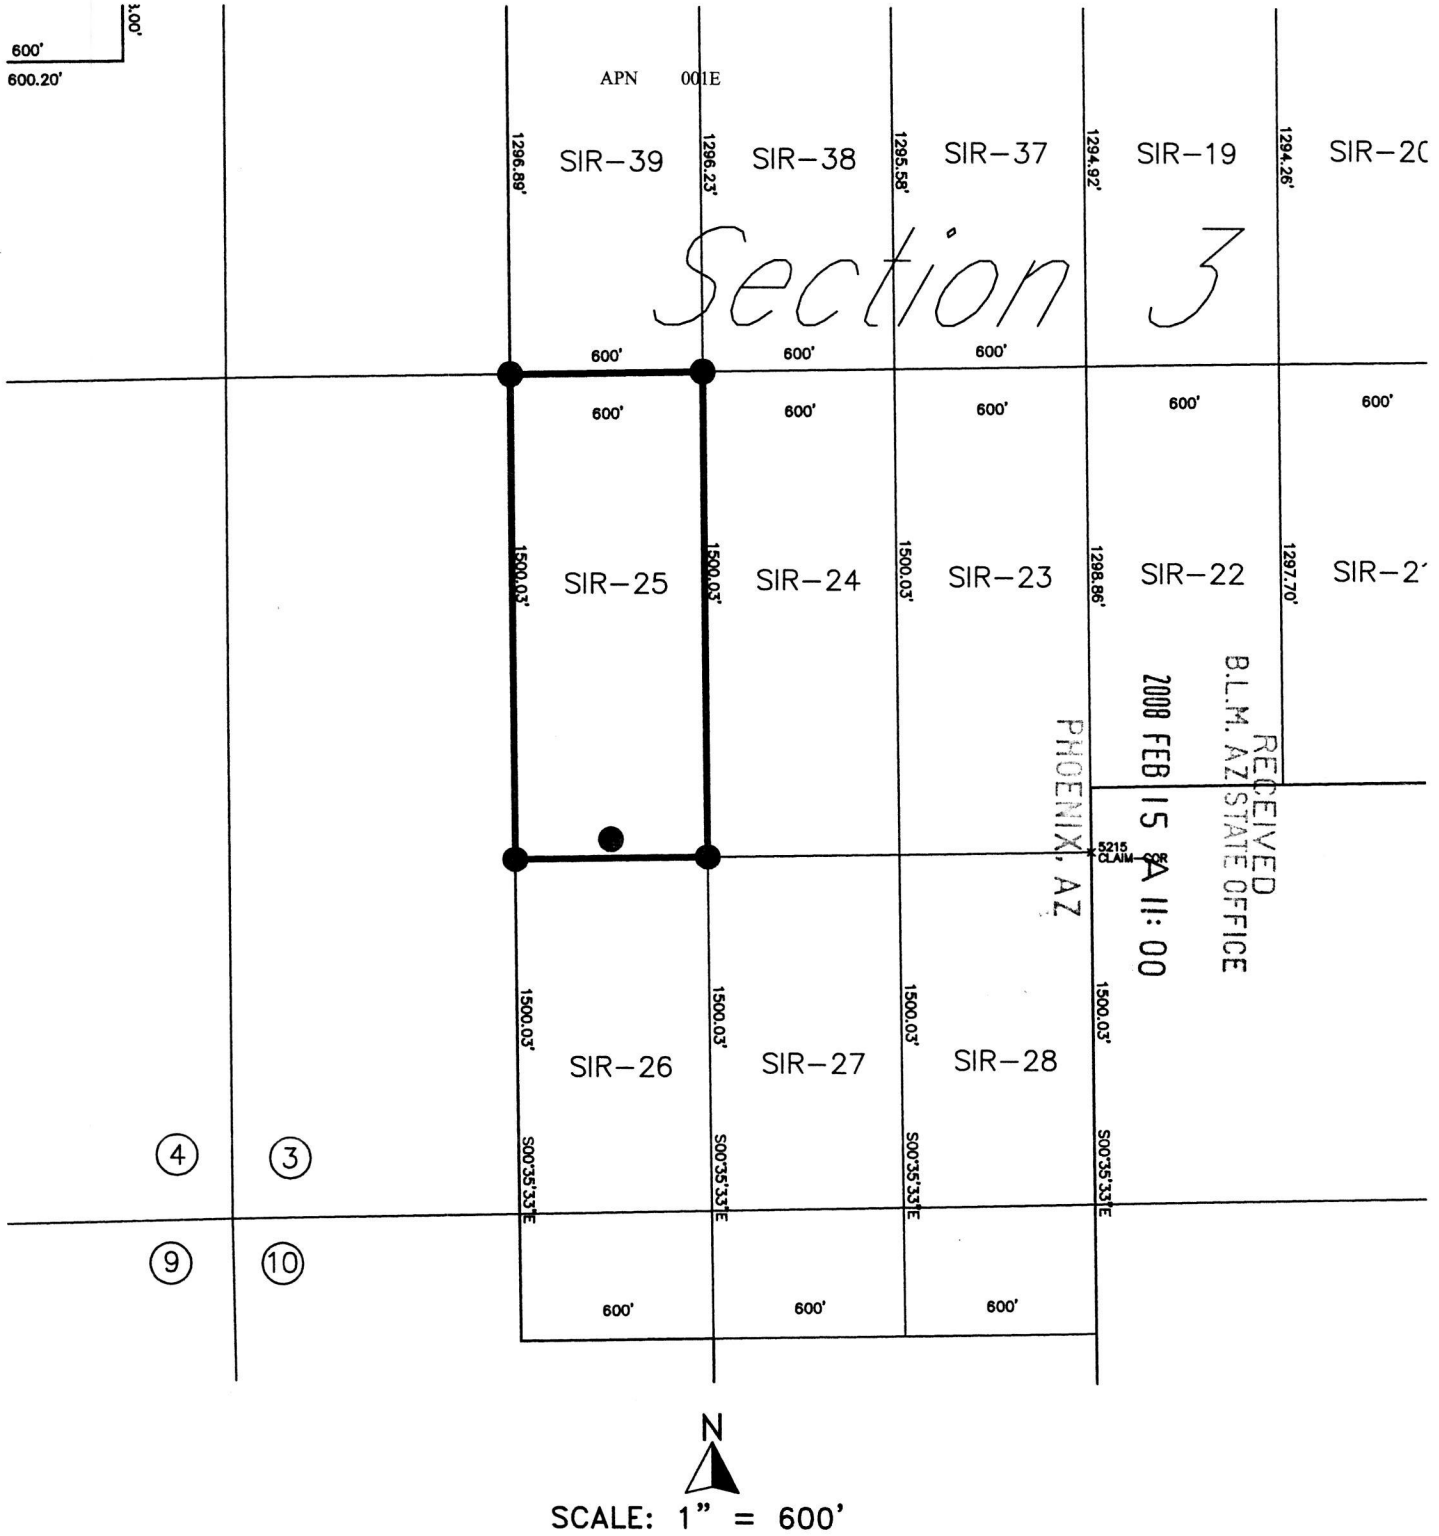 3.00'
600'
600.20'
APN 001E
1296.89'
SIR-39
1296.23'
SIR-38
1295.58'
SIR-37
1294.92'
SIR-19
1294.26'
SIR-20
Section 3
600'
600'
600'
600'
600'
600'
600'
600'
1500.03'
SIR-25
1500.03'
SIR-24
1500.03'
SIR-23
1298.86'
SIR-22
1297.70'
SIR-2
RECEIVED
B.L.M. AZ STATE OFFICE
2008 FEB 15 A 11: 00
PHOENIX, AZ
5215
CLAIM COR
1500.03'
SIR-26
1500.03'
SIR-27
1500.03'
SIR-28
1500.03'
S00°35'33"E
S00°35'33"E
S00°35'33"E
S00°35'33"E
4
3
9
10
600'
600'
600'
N
SCALE: 1" = 600'